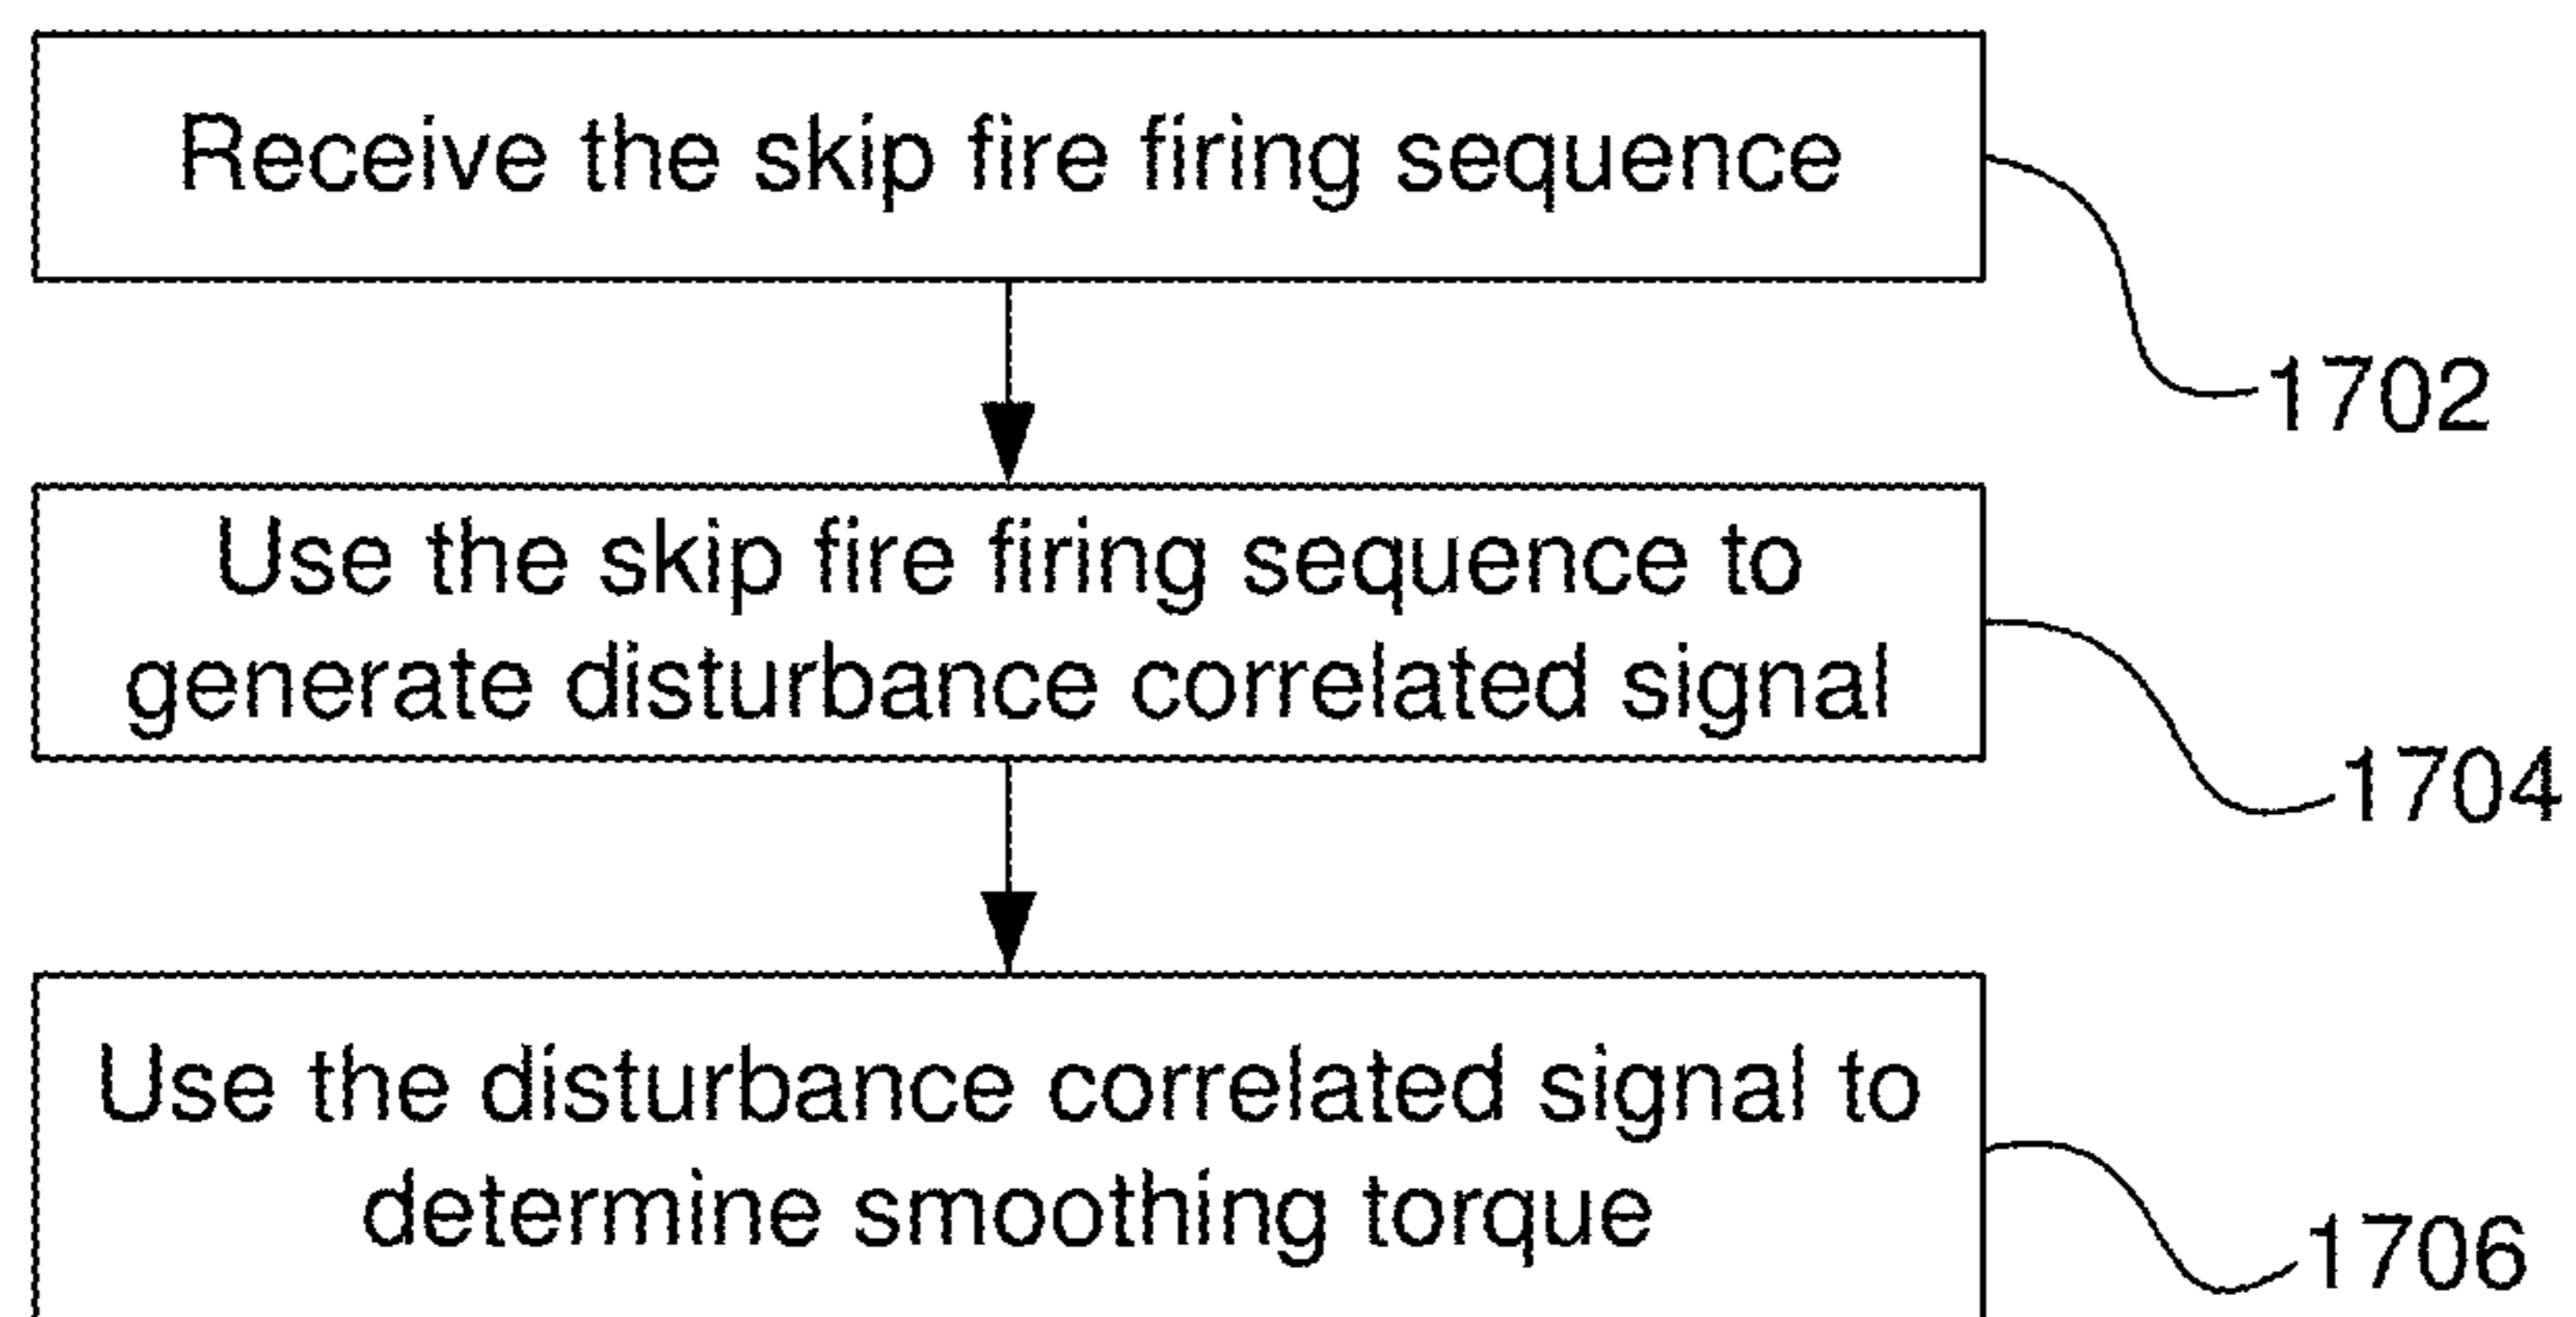 Receive the skip fire firing sequence
1702
Use the skip fire firing sequence to
generate disturbance correlated signal
1704
Use the disturbance correlated signal to
determine smoothing torque
1706